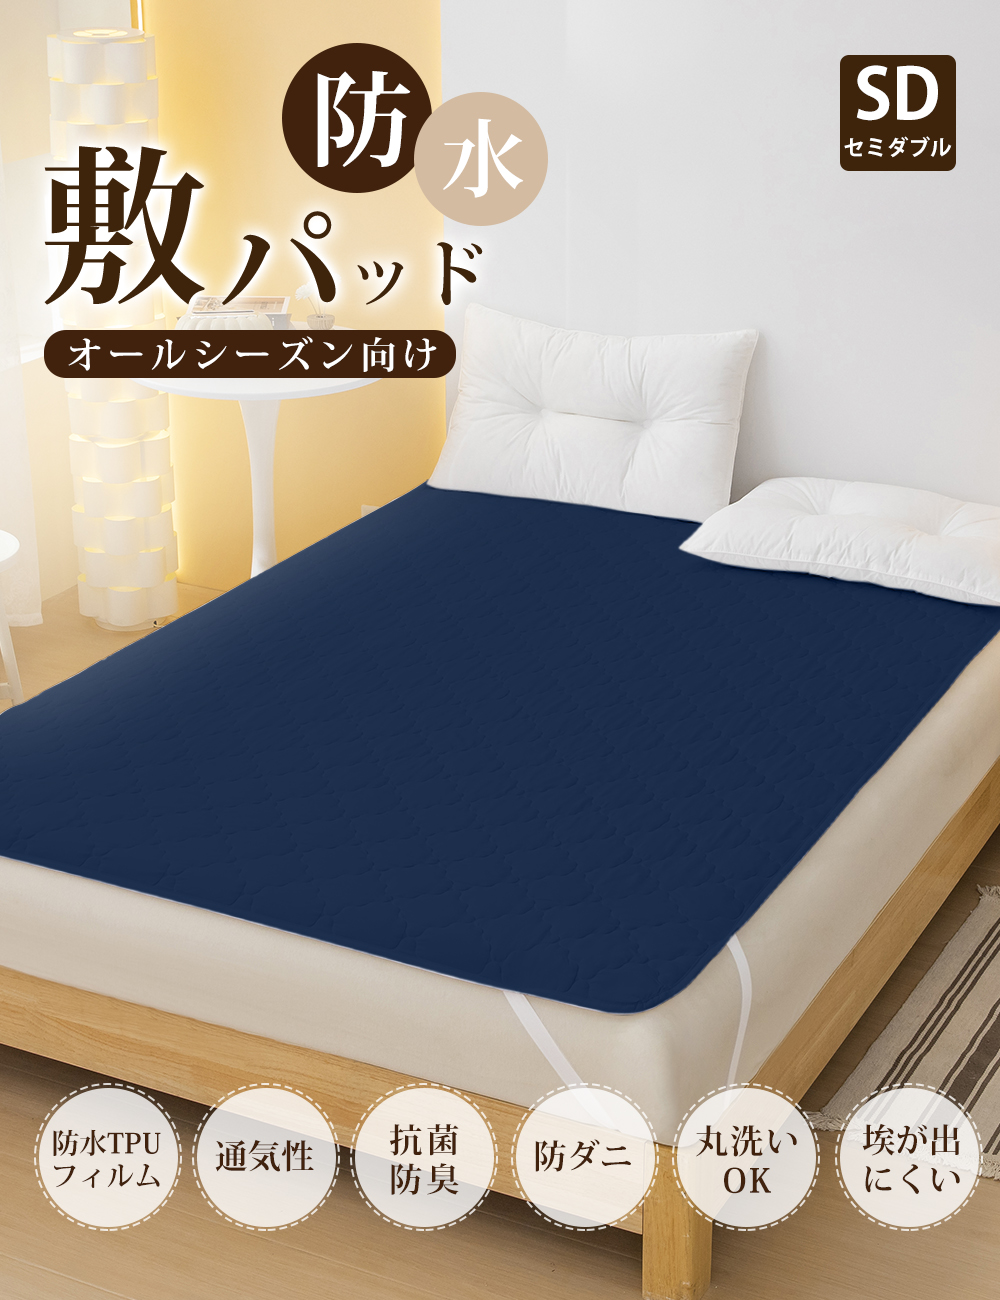 防水
敷パッド
オールシーズン向け
SD
セミダブル
防水TPU
フィルム
通気性
抗菌
防臭
防ダニ
丸洗い
OK
埃が出
にくい